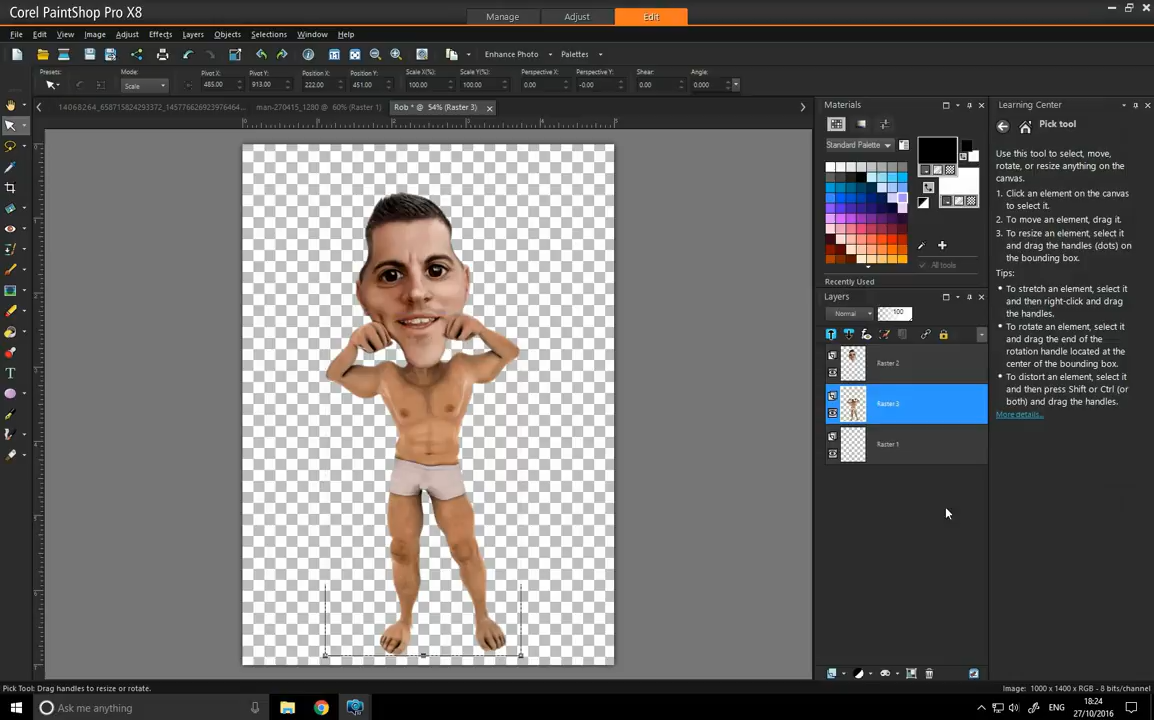 Corel PaintShop Pro X8
Manage Adjust Edit
File Edit View Image Adjust Effects Layers Objects Selections Window Help
Enhance Photo Palettes
Presets: Mode: Pivot X: Pivot Y: Position X: Position Y: Scale X(%): Scale Y(%): Perspective X: Perspective Y: Shear: Angle:
Scale 485.00 913.00 222.00 451.00 100.00 100.00 0.00 -0.00 0.00 0.000
man-270415_1280 @ 60% (Raster 1) Rob * @ 54% (Raster 3)
Materials
Standard Palette
All tools
Recently Used
Layers
Normal 100
Raster 2
Raster 3
Raster 1
Learning Center
Pick tool
Use this tool to select, move,
rotate, or resize anything on the
canvas.
1. Click an element on the canvas
to select it.
2. To move an element, drag it.
3. To resize an element, select it
and drag the handles (dots) on
the bounding box.
Tips:
To stretch an element, select it
and then right-click and drag
the handles.
To rotate an element, select it
and drag the end of the
rotation handle located at the
center of the bounding box.
To distort an element, select it
and then press Shift or Ctrl (or
both) and drag the handles.
More details...
Pick Tool: Drag handles to resize or rotate.
Image: 1000 x 1400 x RGB - 8 bits/channel
Ask me anything
ENG
18:24
27/10/2016